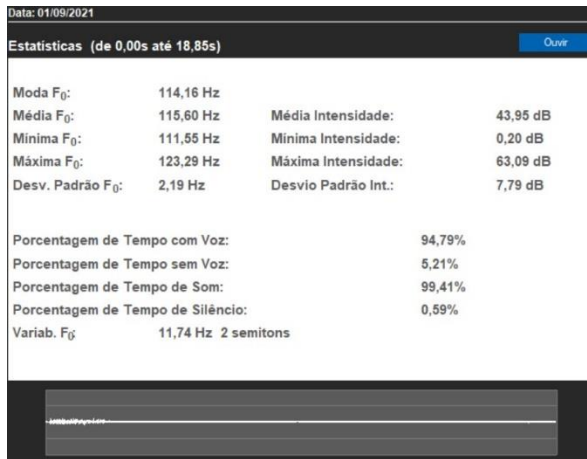 Data: 01/09/2021
Estatísticas (de 0,00s até 18,85s) Ouvir
Moda F0: 114,16 Hz
Média F0: 115,60 Hz Média Intensidade: 43,95 dB
Mínima F0: 111,55 Hz Mínima Intensidade: 0,20 dB
Máxima F0: 123,29 Hz Máxima Intensidade: 63,09 dB
Desv. Padrão F0: 2,19 Hz Desvio Padrão Int.: 7,79 dB
Porcentagem de Tempo com Voz: 94,79%
Porcentagem de Tempo sem Voz: 5,21%
Porcentagem de Tempo de Som: 99,41%
Porcentagem de Tempo de Silêncio: 0,59%
Variab. F0: 11,74 Hz 2 semitons